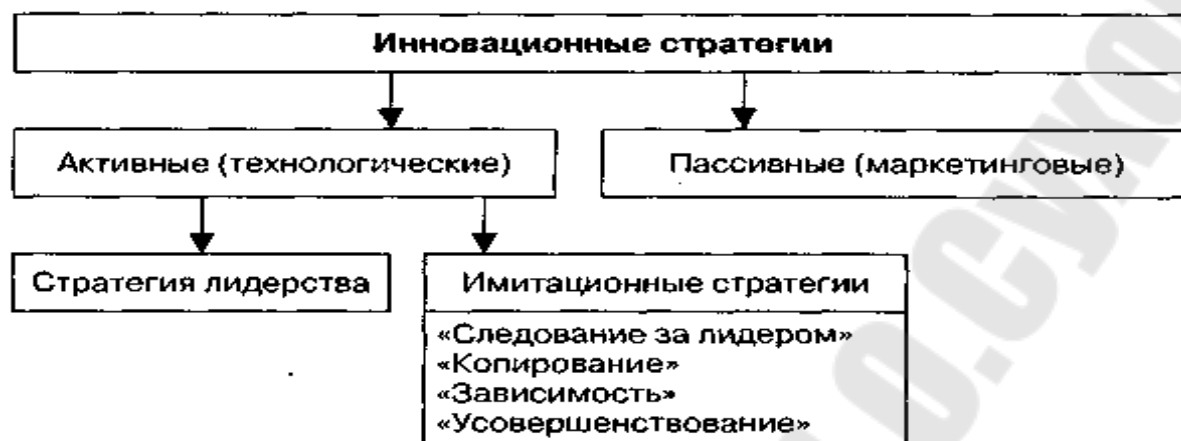 Инновационные стратегии
Активные (технологические)
Пассивные (маркетинговые)
Стратегия лидерства
Имитационные стратегии
«Следование за лидером»
«Копирование»
«Зависимость»
«Усовершенствование»